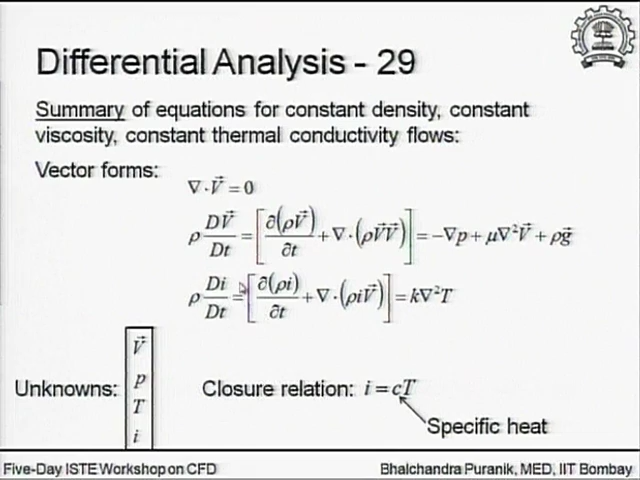 Differential Analysis - 29
Summary of equations for constant density, constant
viscosity, constant thermal conductivity flows:
Vector forms:
∇·V⃗ = 0
ρ DV⃗/Dt = [∂(ρV⃗)/∂t + ∇·(ρV⃗V⃗)] = −∇p + μ∇²V⃗ + ρg⃗
ρ Di/Dt = [∂(ρi)/∂t + ∇·(ρiV⃗)] = k∇²T
Unknowns:
V⃗
p
T
i
Closure relation: i = cT
Specific heat
Five-Day ISTE Workshop on CFD
Bhalchandra Puranik, MED, IIT Bombay